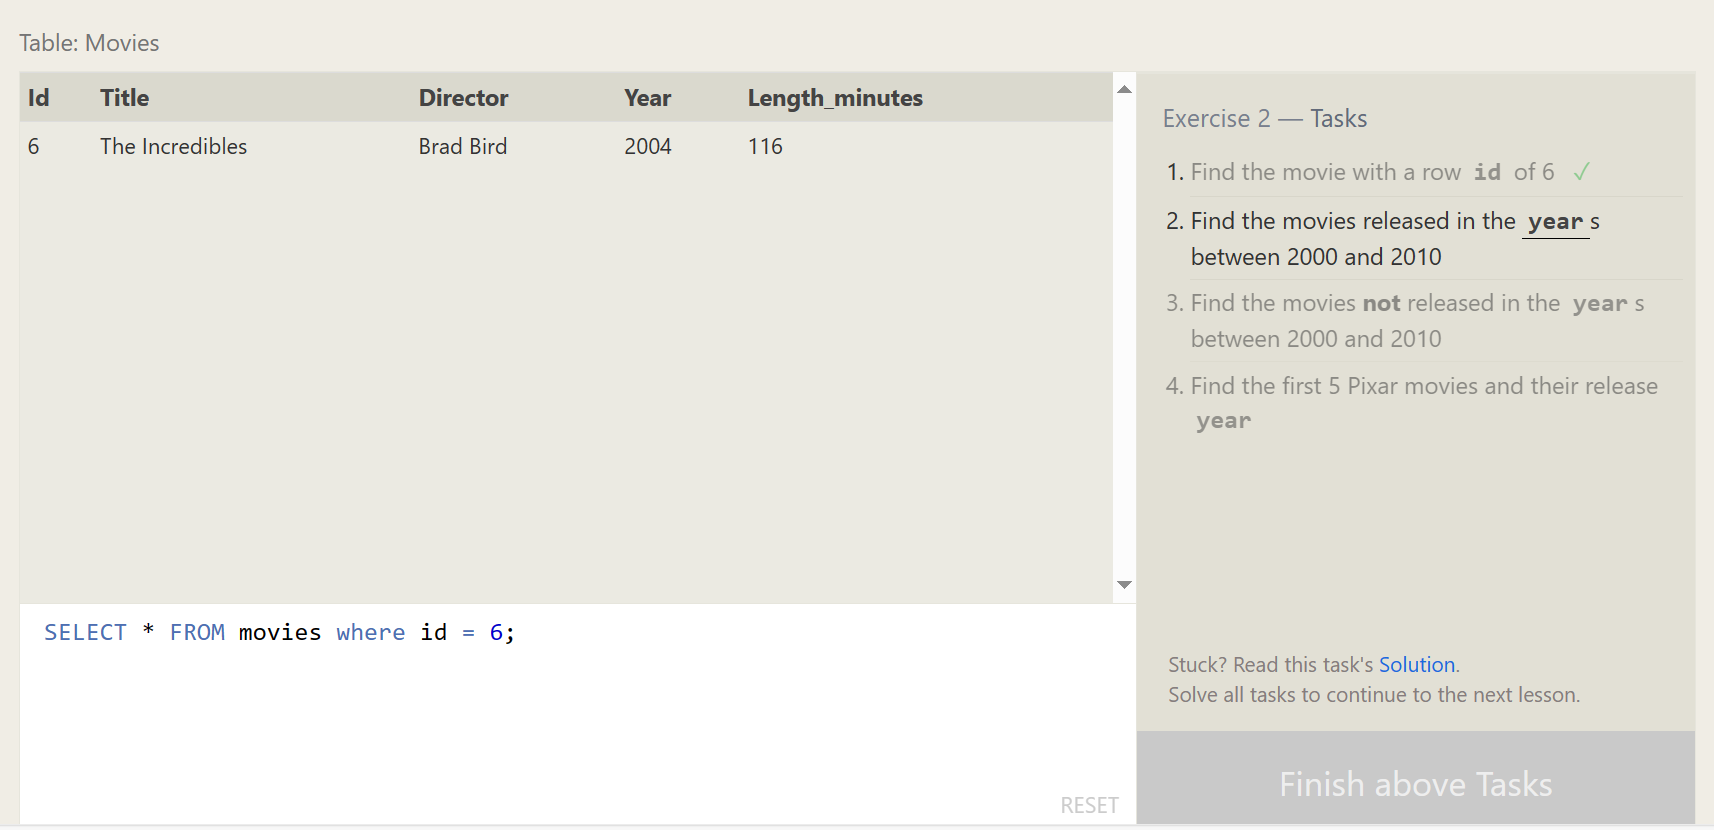 Table: Movies
Id Title Director Year Length_minutes
6 The Incredibles Brad Bird 2004 116
SELECT * FROM movies where id = 6;
RESET
Exercise 2 — Tasks
1. Find the movie with a row id of 6 ✓
2. Find the movies released in the year s
between 2000 and 2010
3. Find the movies not released in the year s
between 2000 and 2010
4. Find the first 5 Pixar movies and their release
year
Stuck? Read this task's Solution.
Solve all tasks to continue to the next lesson.
Finish above Tasks